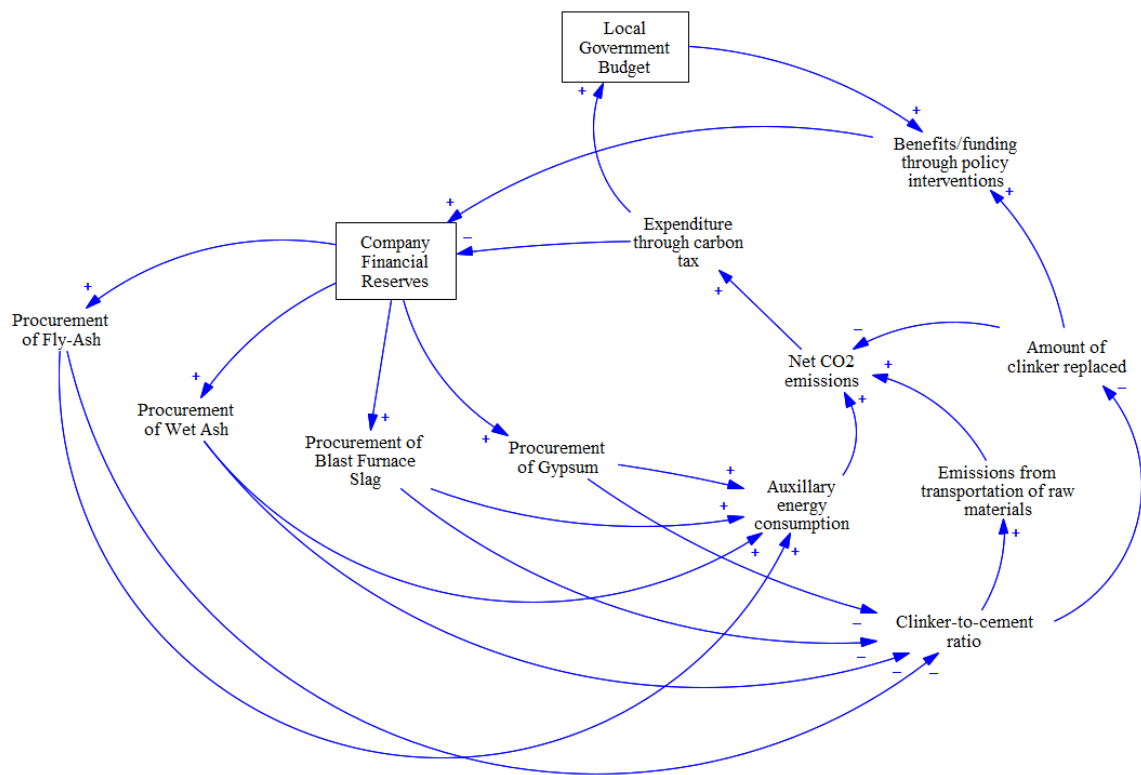 Local
Government
Budget
+
+
Benefits/funding
through policy
interventions
+
+
–
Expenditure
through carbon
tax
Company
Financial
Reserves
+
+
Procurement
of Fly-Ash
–
Net CO2
emissions
+
+
Amount of
clinker replaced
–
+
Procurement
of Wet Ash
+
Procurement of
Blast Furnace
Slag
+
Procurement
of Gypsum
+
+
+
+
Auxillary
energy
consumption
Emissions from
transportation of raw
materials
+
Clinker-to-cement
ratio
–
–
–
–